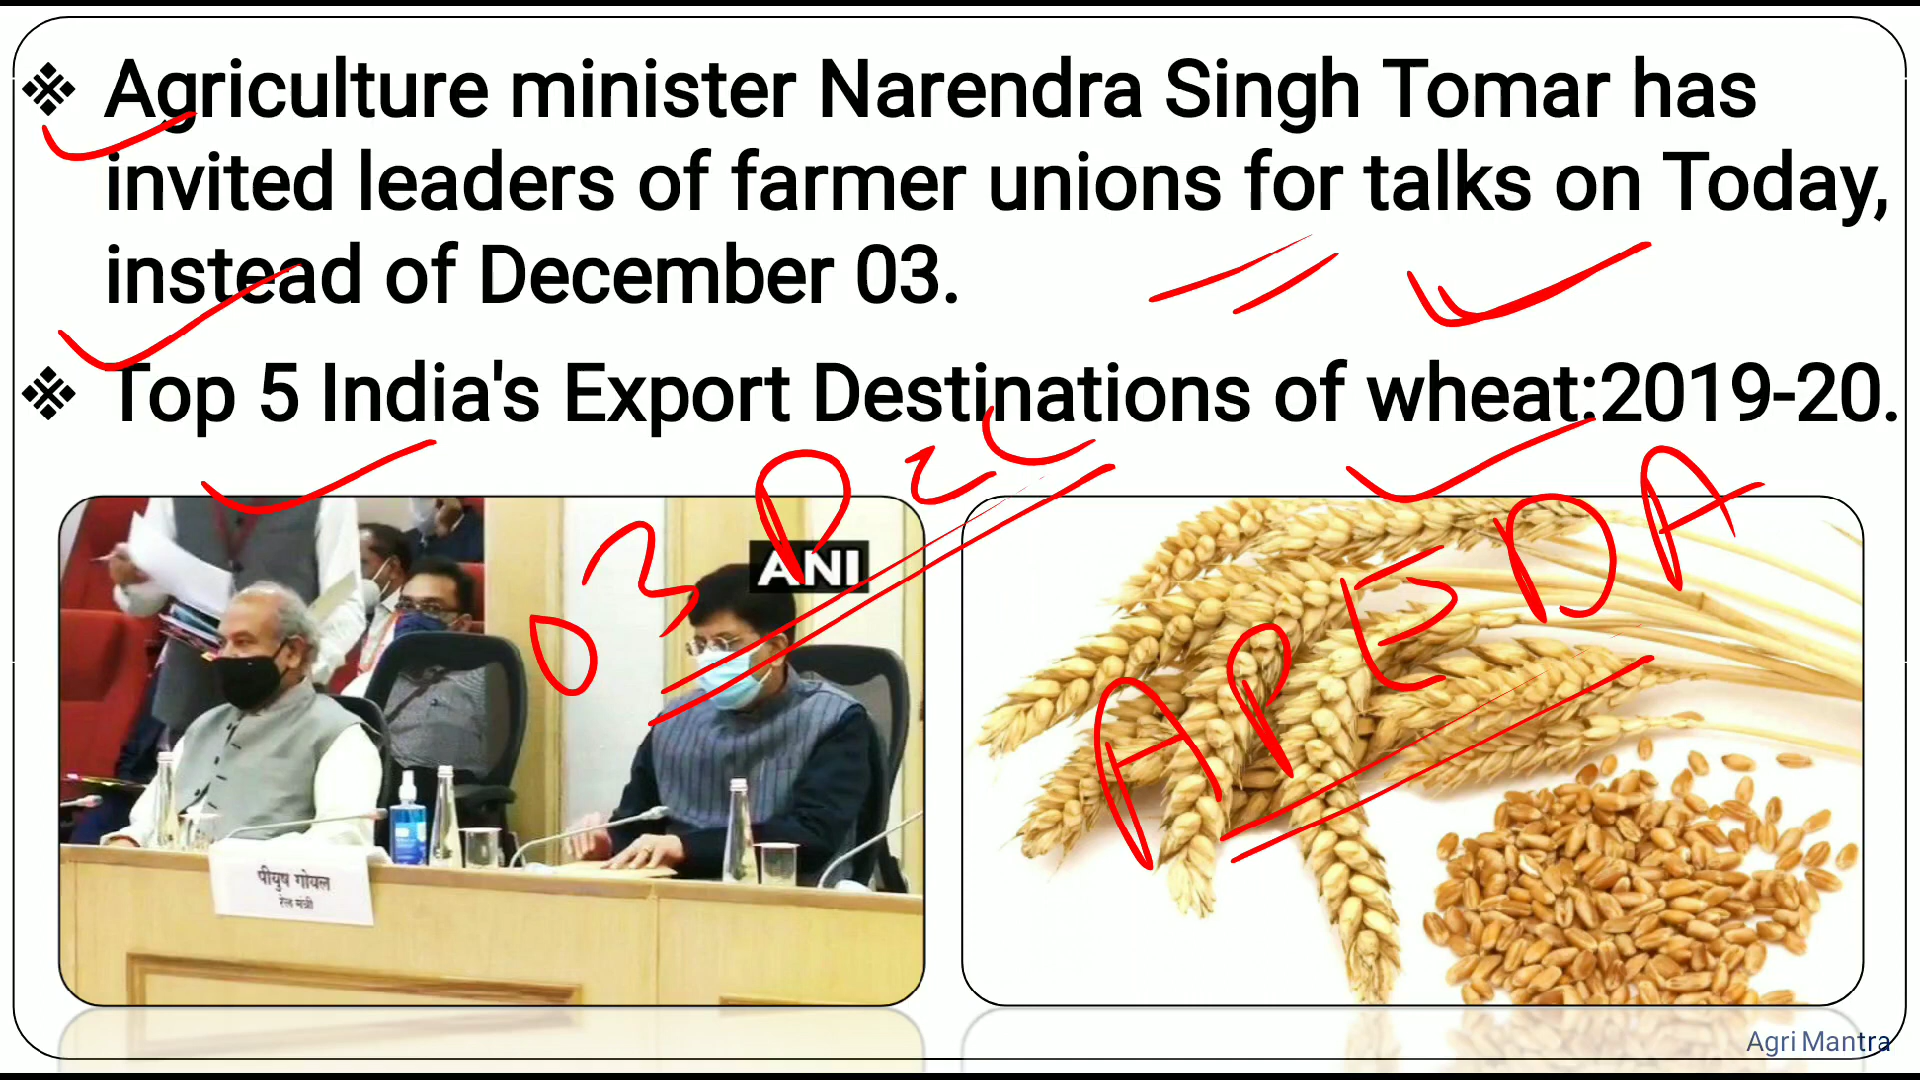 Agriculture minister Narendra Singh Tomar has
invited leaders of farmer unions for talks on Today,
instead of December 03.
Top 5 India's Export Destinations of wheat:2019-20.
03
ANI
APEDA
पीयुष गोयल
रेल मंत्री
Agri Mantra